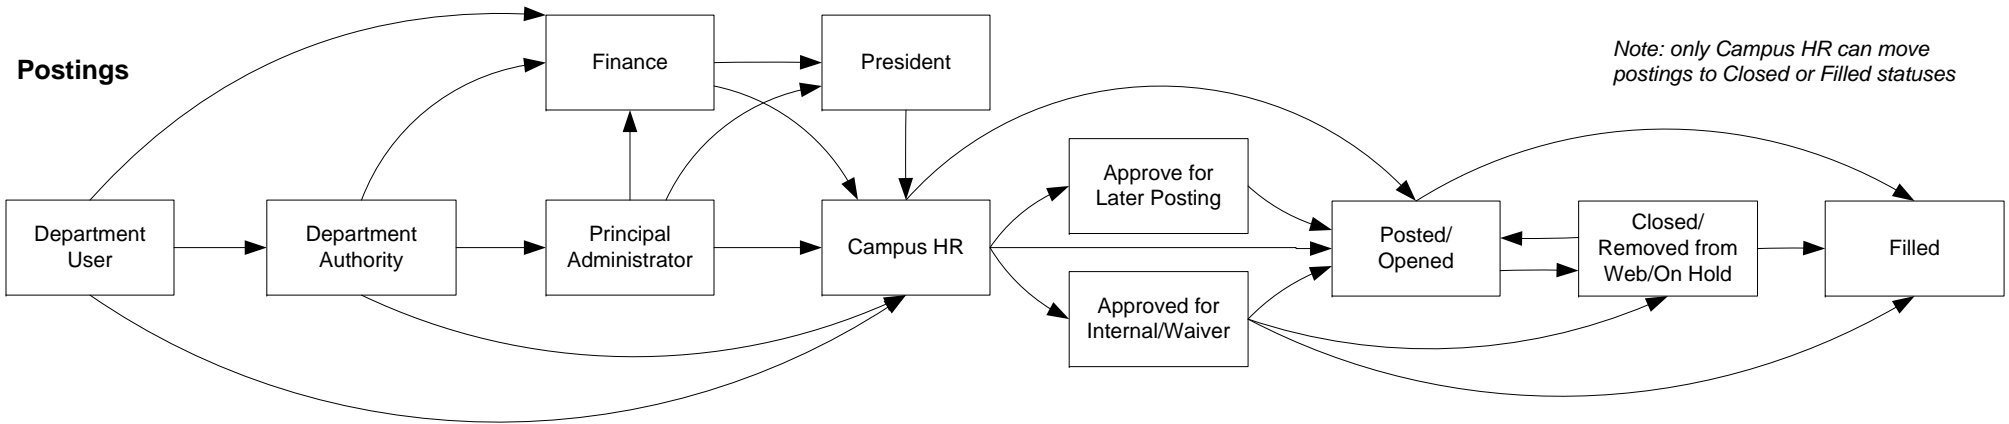 Postings
Finance
President
Note: only Campus HR can move
postings to Closed or Filled statuses
Department
User
Department
Authority
Principal
Administrator
Campus HR
Approve for
Later Posting
Approved for
Internal/Waiver
Posted/
Opened
Closed/
Removed from
Web/On Hold
Filled